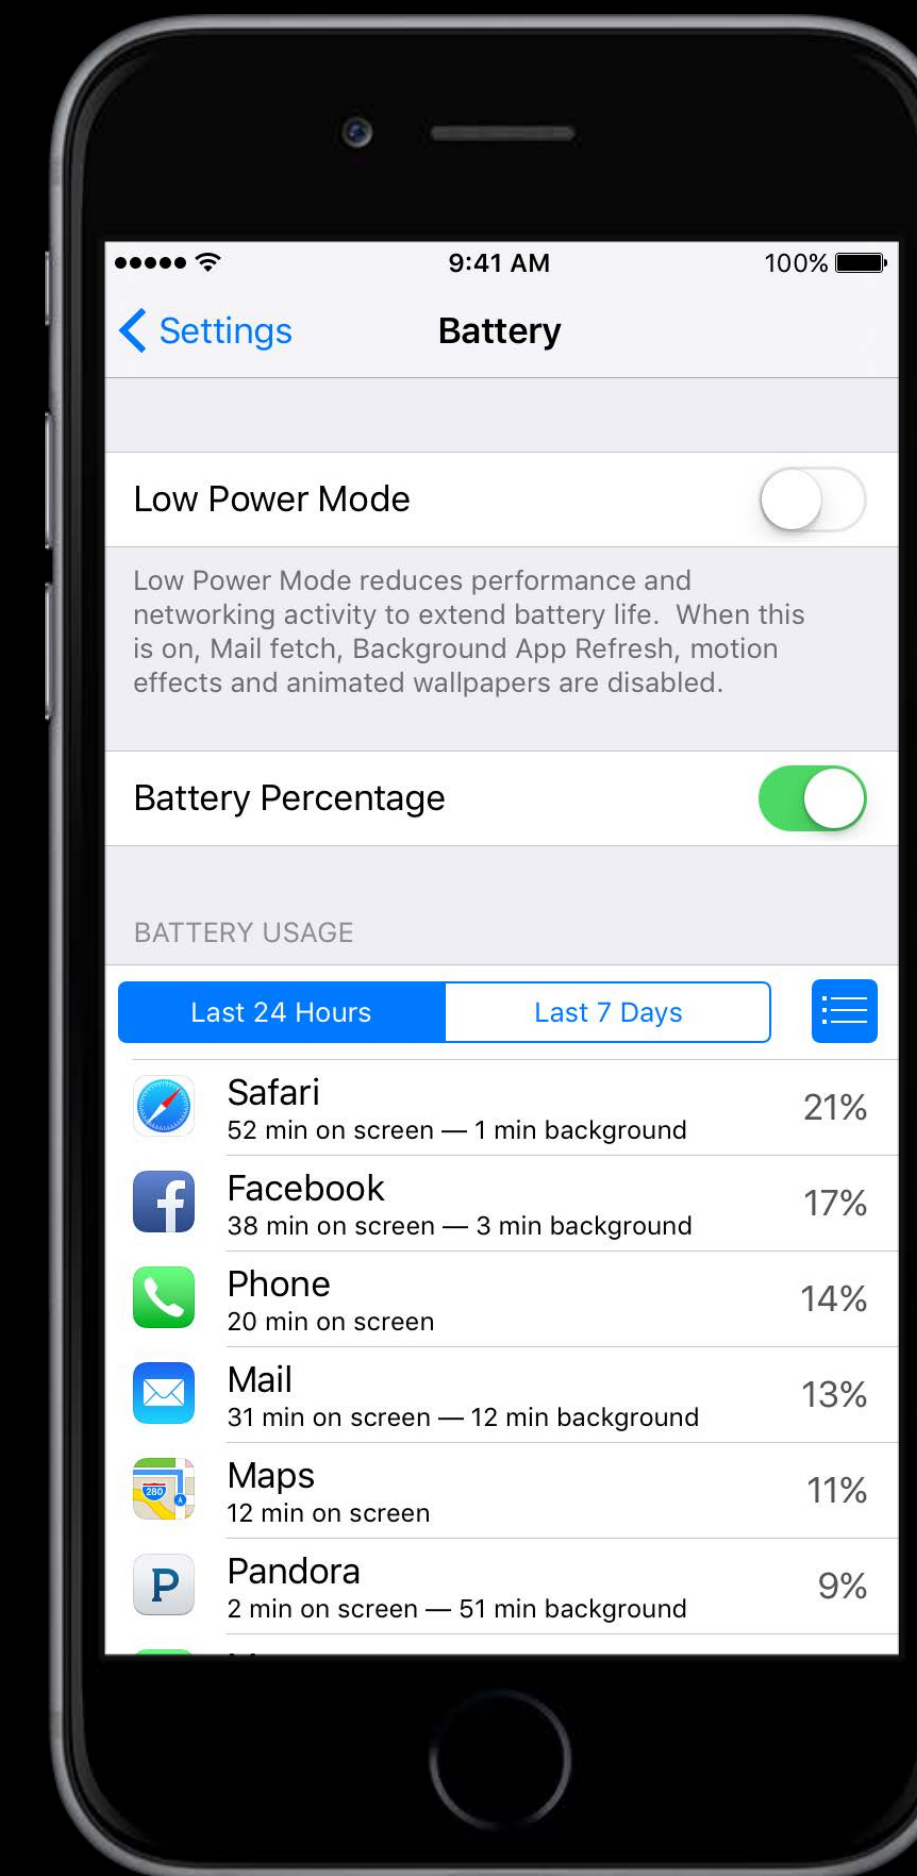 9:41 AM
100%
Settings
Battery
Low Power Mode
Low Power Mode reduces performance and
networking activity to extend battery life.  When this
is on, Mail fetch, Background App Refresh, motion
effects and animated wallpapers are disabled.
Battery Percentage
BATTERY USAGE
Last 24 Hours
Last 7 Days
Safari
21%
52 min on screen — 1 min background
Facebook
17%
38 min on screen — 3 min background
Phone
14%
20 min on screen
Mail
13%
31 min on screen — 12 min background
280
Maps
11%
12 min on screen
P
Pandora
9%
2 min on screen — 51 min background